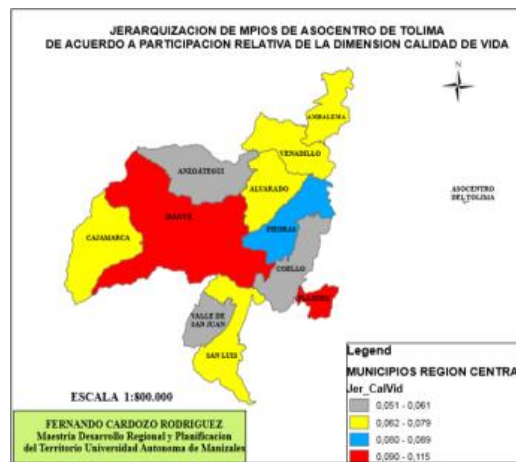 JERARQUIZACION DE MPIOS DE ASOCENTRO DE TOLIMA
DE ACUERDO A PARTICIPACION RELATIVA DE LA DIMENSION CALIDAD DE VIDA
N
AMBALEMA
VENADILLO
ANZOATEGUI
ALVARADO
ASOCENTRO
DEL TOLIMA
IBAGUE
PIEDRAS
CAJAMARCA
COELLO
VALLE DE
SAN JUAN
SAN LUIS
Legend
MUNICIPIOS REGION CENTRA
Jer_CalVid
0,051 - 0,061
0,062 - 0,079
0,080 - 0,089
0,090 - 0,115
ESCALA 1:800.000
FERNANDO CARDOZO RODRIGUEZ
Maestria Desarrollo Regional y Planificacion
del Territorio Universidad Autonoma de Manizales